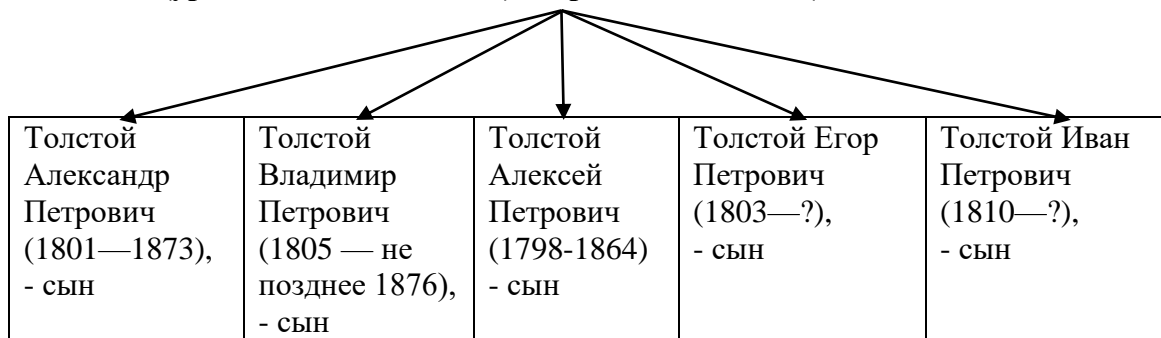 Толстой
Александр
Петрович
(1801—1873),
- сын
Толстой
Владимир
Петрович
(1805 — не
позднее 1876),
- сын
Толстой
Алексей
Петрович
(1798-1864)
- сын
Толстой Егор
Петрович
(1803—?),
- сын
Толстой Иван
Петрович
(1810—?),
- сын